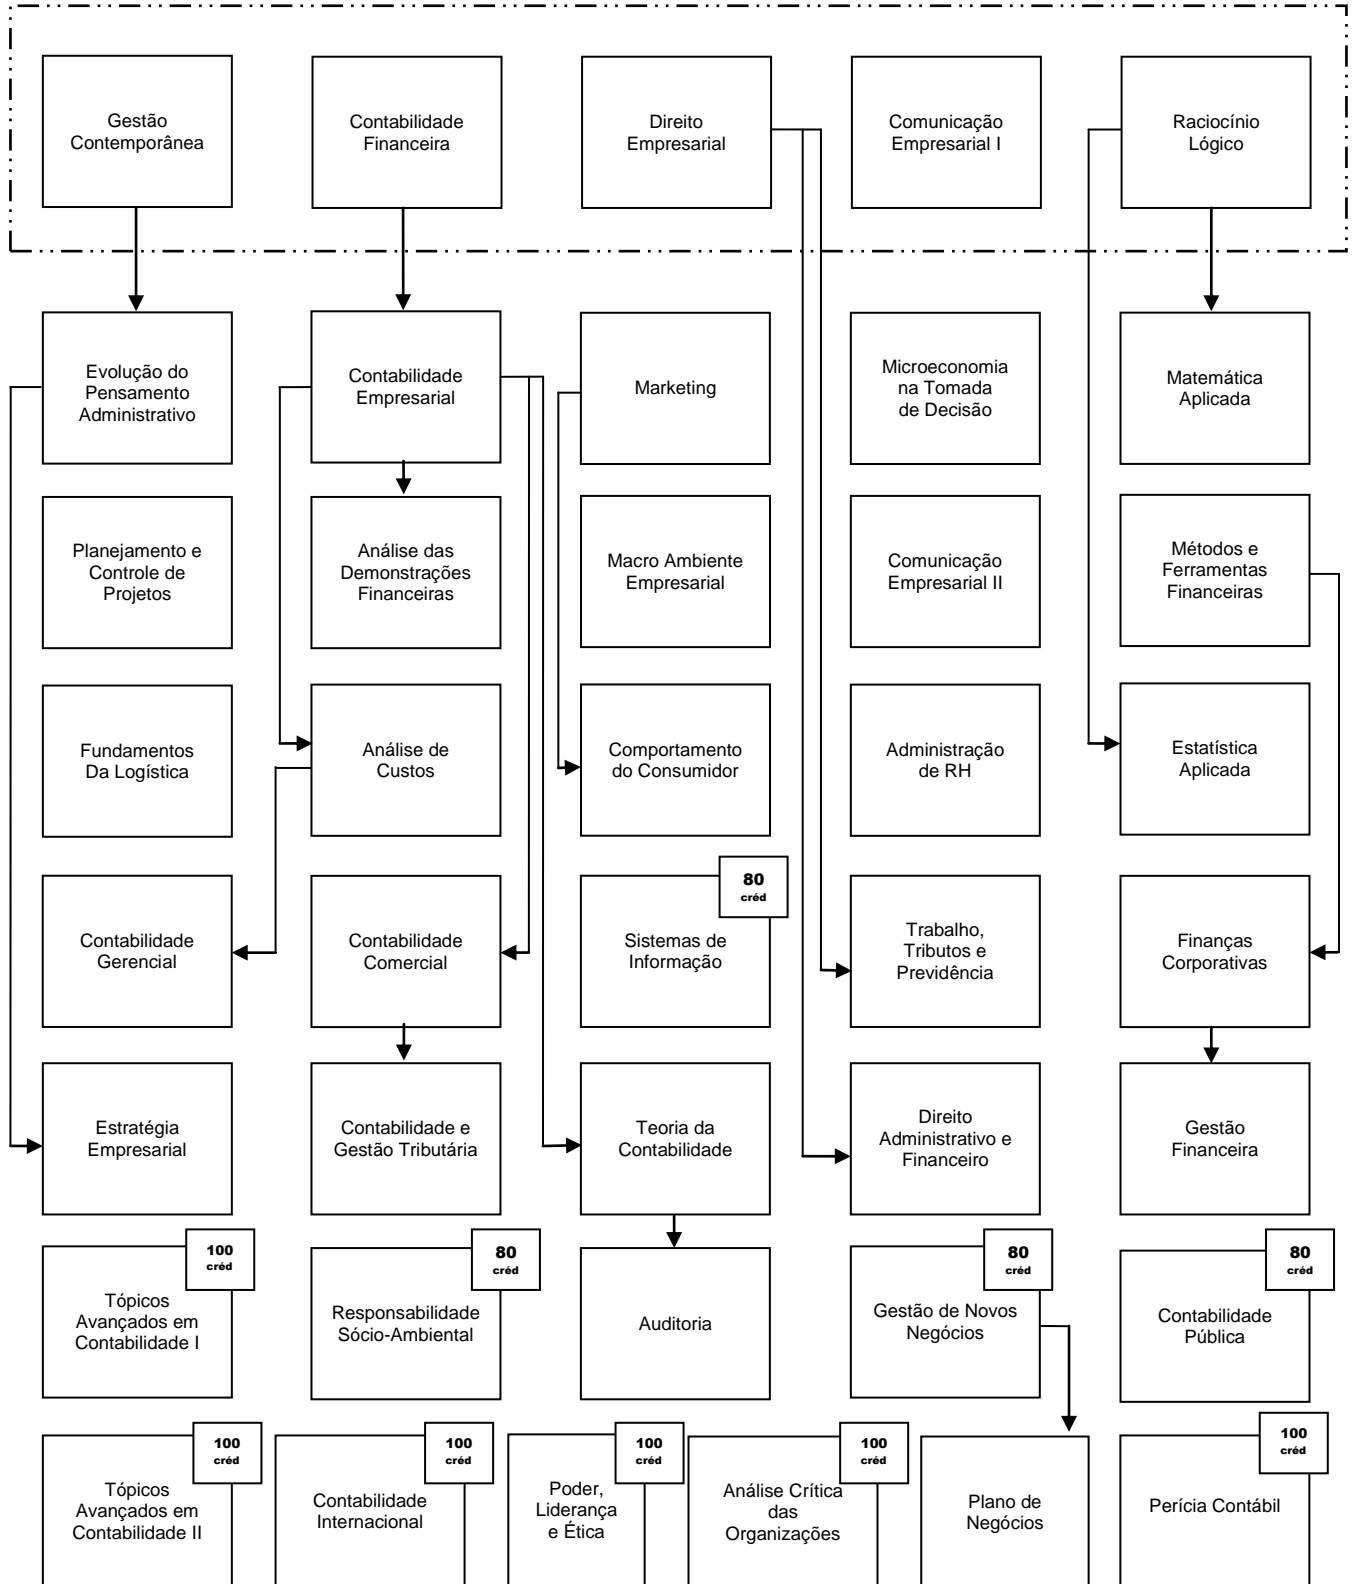 Gestão
Contemporânea
Contabilidade
Financeira
Direito
Empresarial
Comunicação
Empresarial I
Raciocínio
Lógico
Evolução do
Pensamento
Administrativo
Contabilidade
Empresarial
Marketing
Microeconomia
na Tomada
de Decisão
Matemática
Aplicada
Planejamento e
Controle de
Projetos
Análise das
Demonstrações
Financeiras
Macro Ambiente
Empresarial
Comunicação
Empresarial II
Métodos e
Ferramentas
Financeiras
Fundamentos
Da Logística
Análise de
Custos
Comportamento
do Consumidor
Administração
de RH
Estatística
Aplicada
Contabilidade
Gerencial
Contabilidade
Comercial
80
créd
Sistemas de
Informação
Trabalho,
Tributos e
Previdência
Finanças
Corporativas
Estratégia
Empresarial
Contabilidade e
Gestão Tributária
Teoria da
Contabilidade
Direito
Administrativo e
Financeiro
Gestão
Financeira
100
créd
Tópicos
Avançados em
Contabilidade I
80
créd
Responsabilidade
Sócio-Ambiental
Auditoria
80
créd
Gestão de Novos
Negócios
80
créd
Contabilidade
Pública
100
créd
Tópicos
Avançados em
Contabilidade II
100
créd
Contabilidade
Internacional
100
créd
Poder,
Liderança
e Ética
100
créd
Análise Crítica
das
Organizações
Plano de
Negócios
100
créd
Perícia Contábil